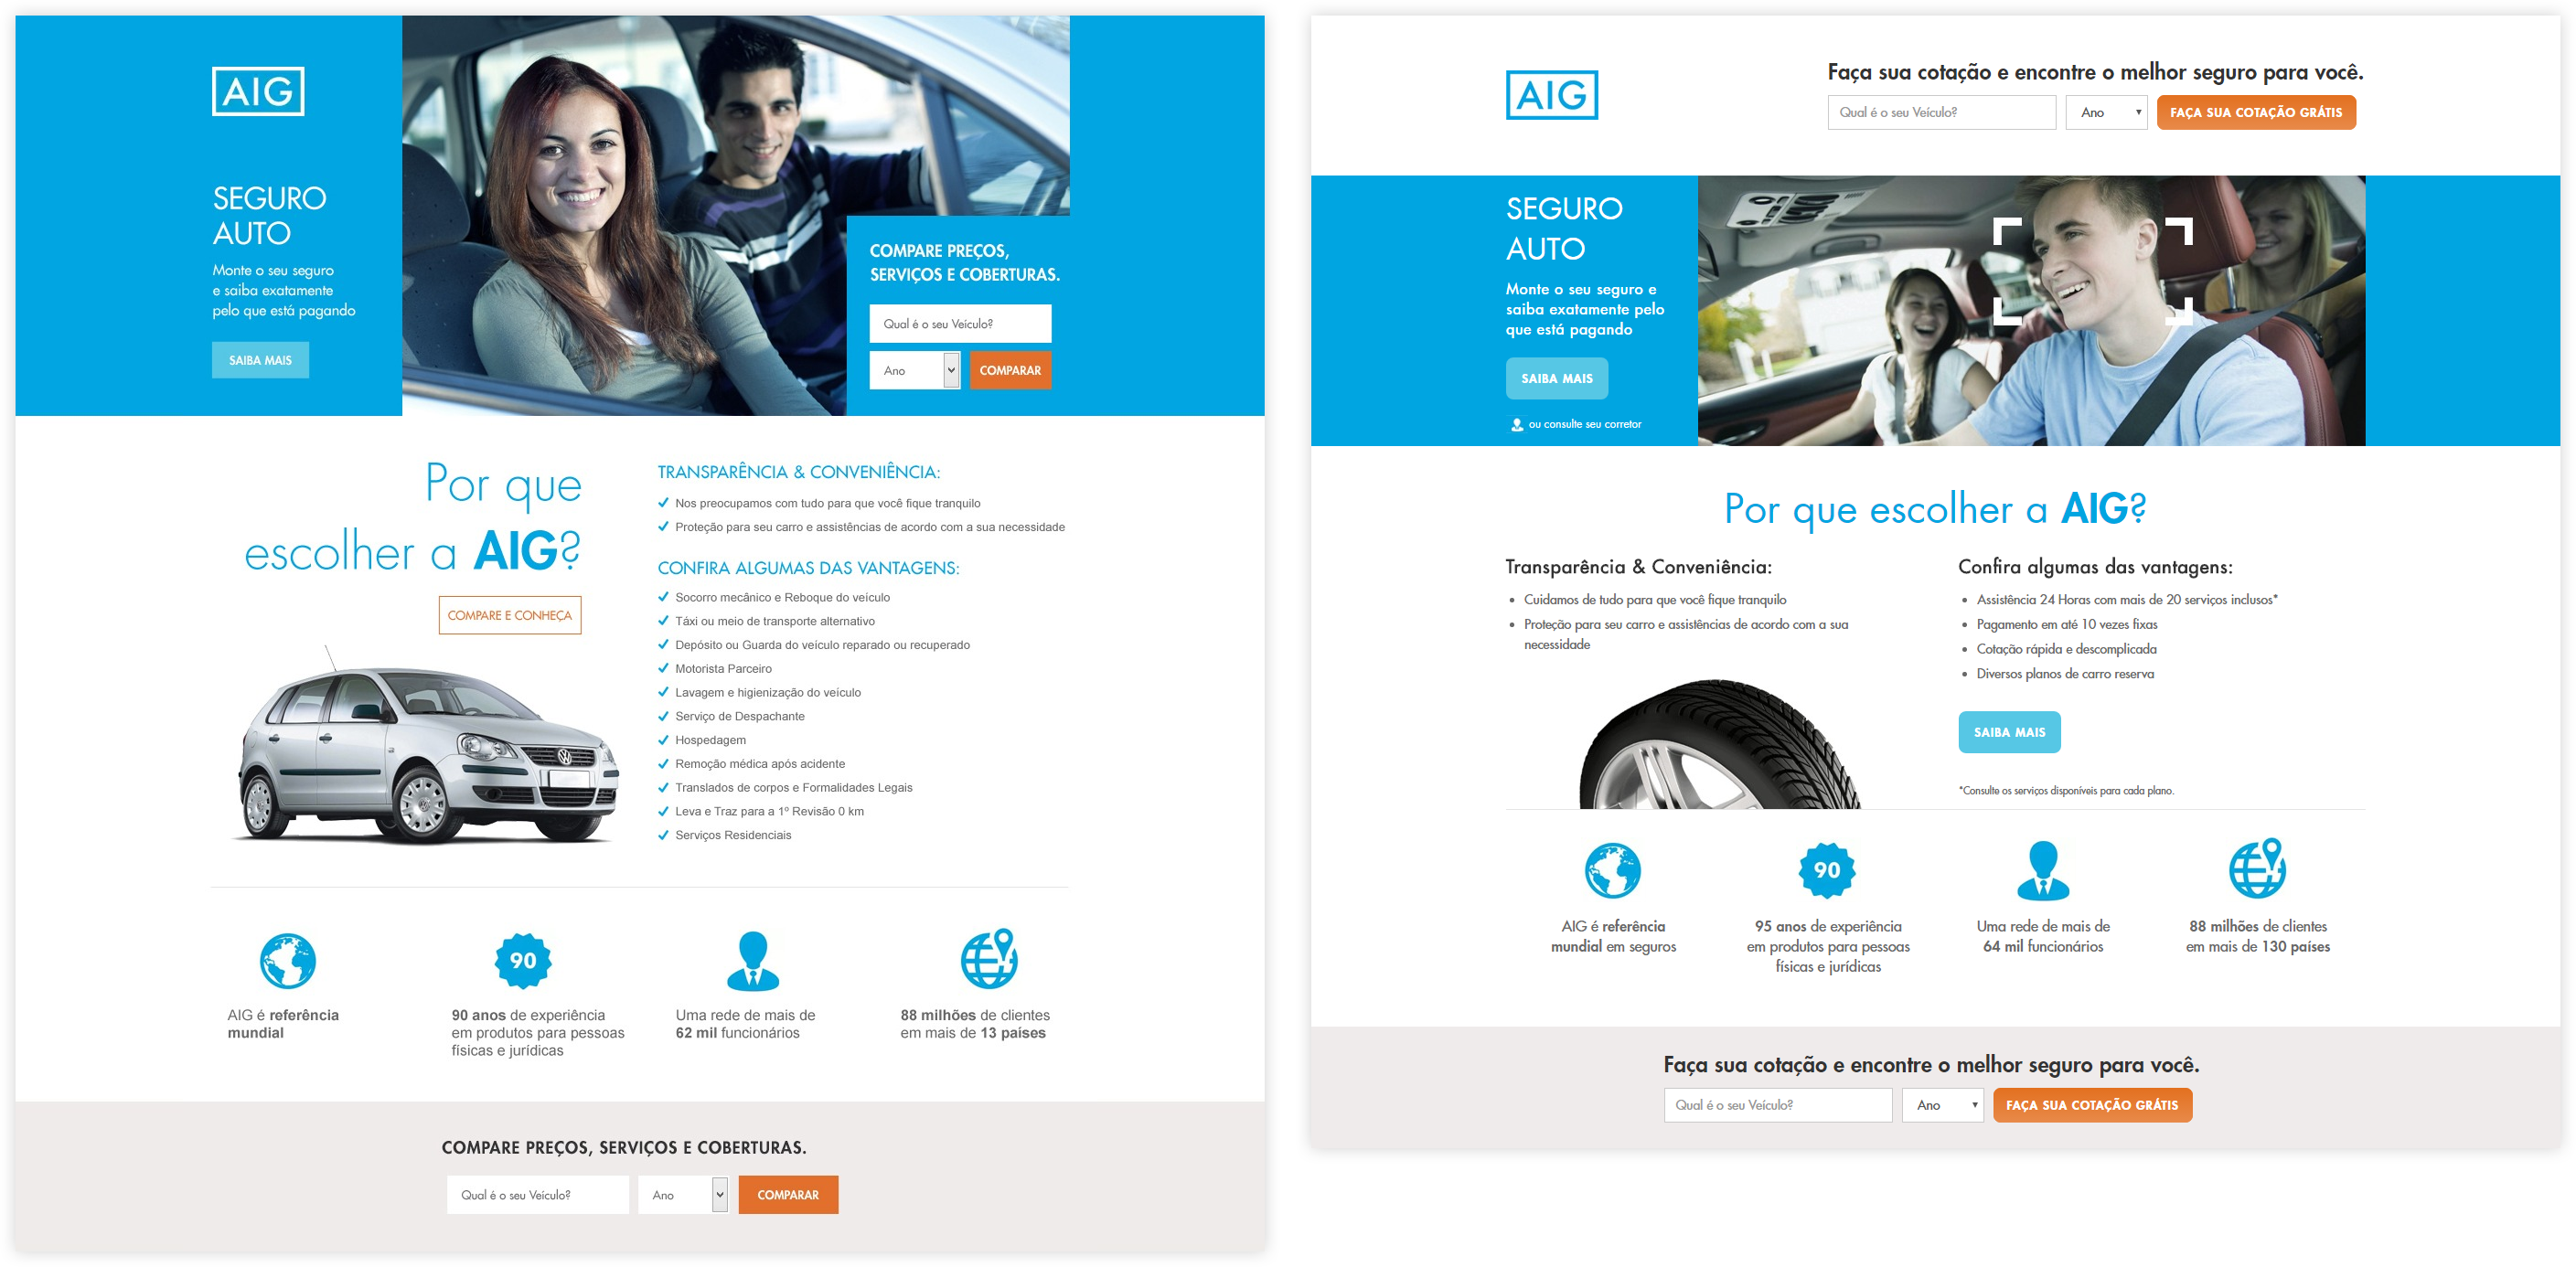 AIG
SEGURO
AUTO
Monte o seu seguro
e saiba exatamente
pelo que está pagando
SAIBA MAIS
COMPARE PREÇOS,
SERVIÇOS E COBERTURAS.
Qual é o seu Veículo?
Ano
COMPARAR
Por que
escolher a AIG?
COMPARE E CONHEÇA
TRANSPARÊNCIA & CONVENIÊNCIA:
Nos preocupamos com tudo para que você fique tranquilo
Proteção para seu carro e assistências de acordo com a sua necessidade
CONFIRA ALGUMAS DAS VANTAGENS:
Socorro mecânico e Reboque do veículo
Táxi ou meio de transporte alternativo
Depósito ou Guarda do veículo reparado ou recuperado
Motorista Parceiro
Lavagem e higienização do veículo
Serviço de Despachante
Hospedagem
Remoção médica após acidente
Translados de corpos e Formalidades Legais
Leva e Traz para a 1º Revisão 0 km
Serviços Residenciais
AIG é referência
mundial
90
90 anos de experiência
em produtos para pessoas
físicas e jurídicas
Uma rede de mais de
62 mil funcionários
88 milhões de clientes
em mais de 13 países
COMPARE PREÇOS, SERVIÇOS E COBERTURAS.
Qual é o seu Veículo?
Ano
COMPARAR
AIG
Faça sua cotação e encontre o melhor seguro para você.
Qual é o seu Veículo?
Ano
FAÇA SUA COTAÇÃO GRÁTIS
SEGURO
AUTO
Monte o seu seguro e
saiba exatamente pelo
que está pagando
SAIBA MAIS
ou consulte seu corretor
Por que escolher a AIG?
Transparência & Conveniência:
Cuidamos de tudo para que você fique tranquilo
Proteção para seu carro e assistências de acordo com a sua
necessidade
Confira algumas das vantagens:
Assistência 24 Horas com mais de 20 serviços inclusos*
Pagamento em até 10 vezes fixas
Cotação rápida e descomplicada
Diversos planos de carro reserva
SAIBA MAIS
*Consulte os serviços disponíveis para cada plano.
AIG é referência
mundial em seguros
90
95 anos de experiência
em produtos para pessoas
físicas e jurídicas
Uma rede de mais de
64 mil funcionários
88 milhões de clientes
em mais de 130 países
Faça sua cotação e encontre o melhor seguro para você.
Qual é o seu Veículo?
Ano
FAÇA SUA COTAÇÃO GRÁTIS